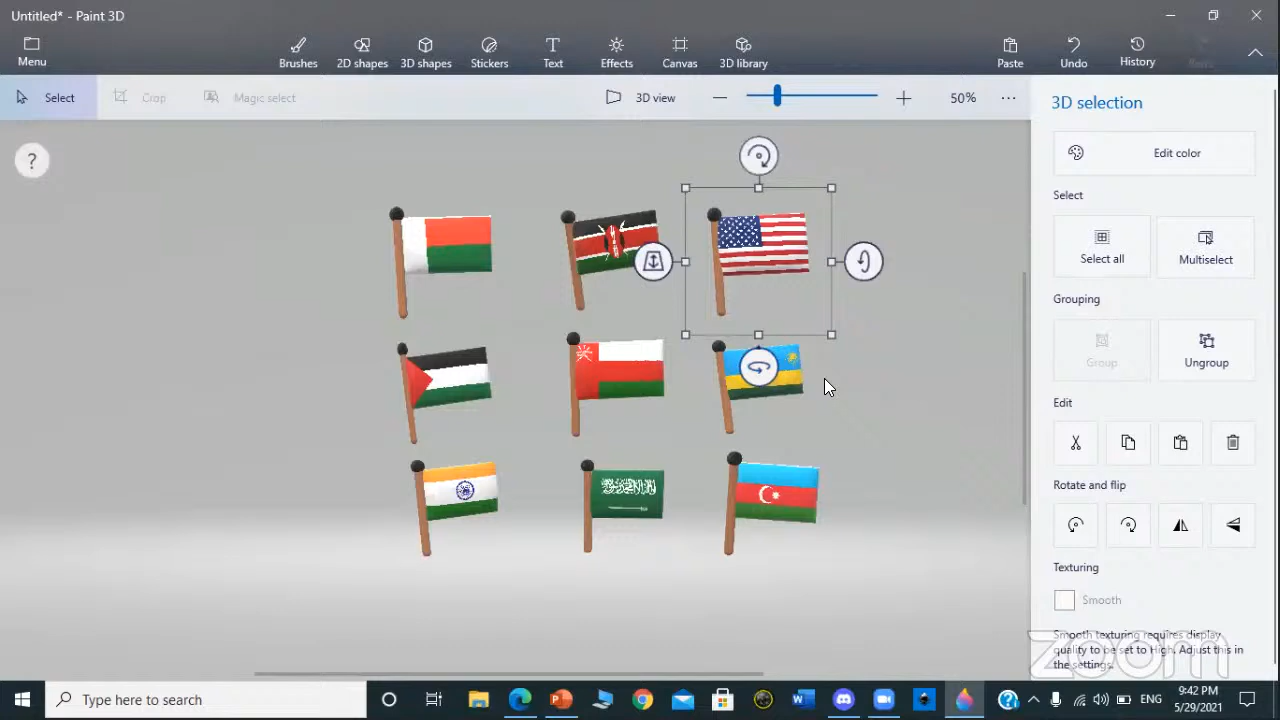 Untitled* - Paint 3D
Menu
Brushes
2D shapes
3D shapes
Stickers
Text
Effects
Canvas
3D library
Paste
Undo
History
Select
Crop
Magic select
3D view
50%
3D selection
Edit color
Select
Select all
Multiselect
Grouping
Group
Ungroup
Edit
Rotate and flip
Texturing
Smooth
Smooth texturing requires display
quality to be set to High. Adjust this in
the settings.
zoom
Type here to search
ENG
9:42 PM
5/29/2021